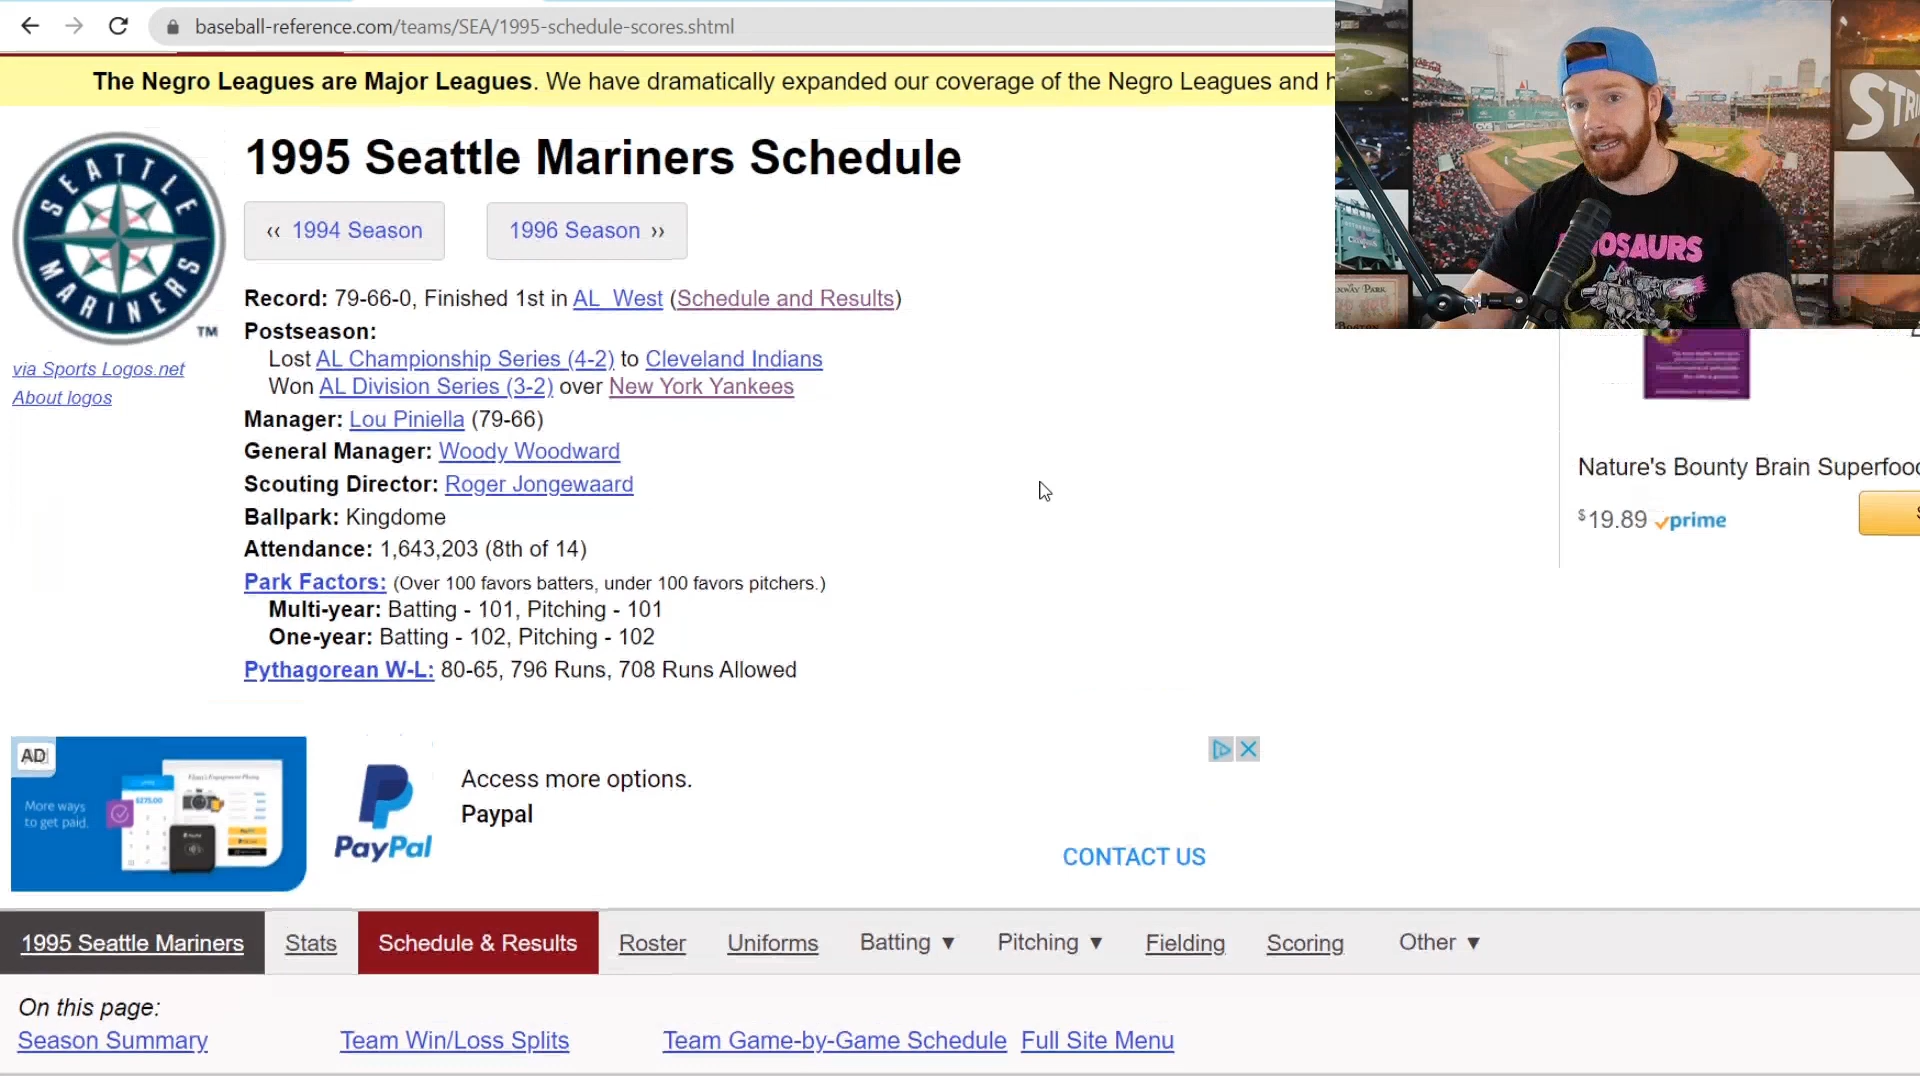 baseball-reference.com/teams/SEA/1995-schedule-scores.shtml
The Negro Leagues are Major Leagues. We have dramatically expanded our coverage of the Negro Leagues and h
STRI
SEATTLE
MARINERS
TM
1995 Seattle Mariners Schedule
‹‹ 1994 Season
1996 Season ››
OSAURS
Record: 79-66-0, Finished 1st in AL_West (Schedule and Results)
Postseason:
Lost AL Championship Series (4-2) to Cleveland Indians
Won AL Division Series (3-2) over New York Yankees
via Sports Logos.net
About logos
Manager: Lou Piniella (79-66)
General Manager: Woody Woodward
Scouting Director: Roger Jongewaard
Ballpark: Kingdome
Attendance: 1,643,203 (8th of 14)
Park Factors: (Over 100 favors batters, under 100 favors pitchers.)
Multi-year: Batting - 101, Pitching - 101
One-year: Batting - 102, Pitching - 102
Pythagorean W-L: 80-65, 796 Runs, 708 Runs Allowed
Nature's Bounty Brain Superfoo
$19.89 prime
AD
More ways
to get paid.
$275.00
PayPal
Access more options.
Paypal
CONTACT US
1995 Seattle Mariners
Stats
Schedule & Results
Roster
Uniforms
Batting ▼
Pitching ▼
Fielding
Scoring
Other ▼
On this page:
Season Summary
Team Win/Loss Splits
Team Game-by-Game Schedule
Full Site Menu